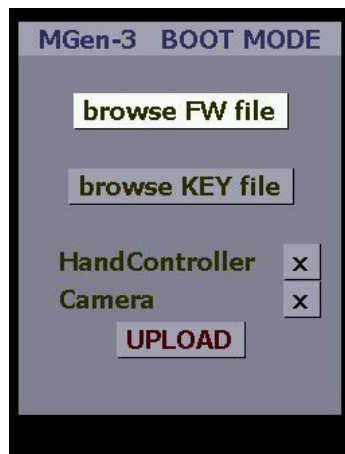 MGen-3 BOOT MODE
browse FW file
browse KEY file
HandController x
Camera x
UPLOAD